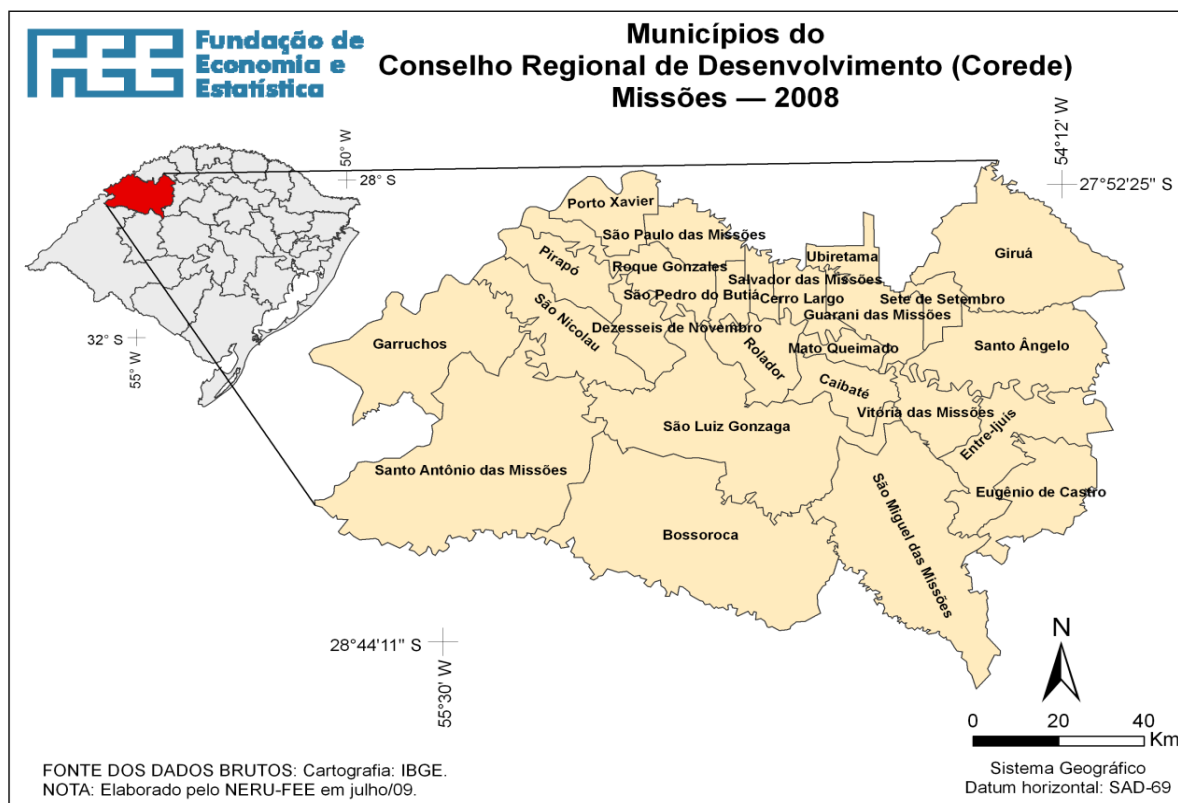 FEE
Fundação de
Economia e
Estatística
Municípios do
Conselho Regional de Desenvolvimento (Corede)
Missões — 2008
50° W
28° S
54°12' W
27°52'25" S
Porto Xavier
São Paulo das Missões
Pirapó
Roque Gonzales
Ubiretama
Giruá
Salvador das Missões
São Pedro do Butiá
Cerro Largo
Sete de Setembro
São Nicolau
Guarani das Missões
Dezesseis de Novembro
Rolador
Mato Queimado
Santo Ângelo
Garruchos
32° S
55° W
Caibaté
Vitória das Missões
Entre-Ijuís
São Luiz Gonzaga
Santo Antônio das Missões
Eugênio de Castro
São Miguel das Missões
Bossoroca
28°44'11" S
55°30' W
N
0 20 40
Km
Sistema Geográfico
Datum horizontal: SAD-69
FONTE DOS DADOS BRUTOS: Cartografia: IBGE.
NOTA: Elaborado pelo NERU-FEE em julho/09.